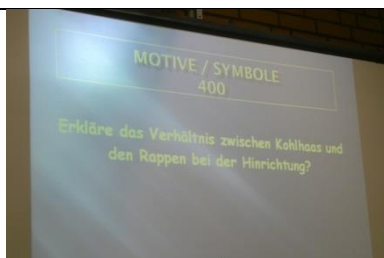 MOTIVE / SYMBOLE
400
Erkläre das Verhältnis zwischen Kohlhaas und
den Rappen bei der Hinrichtung?